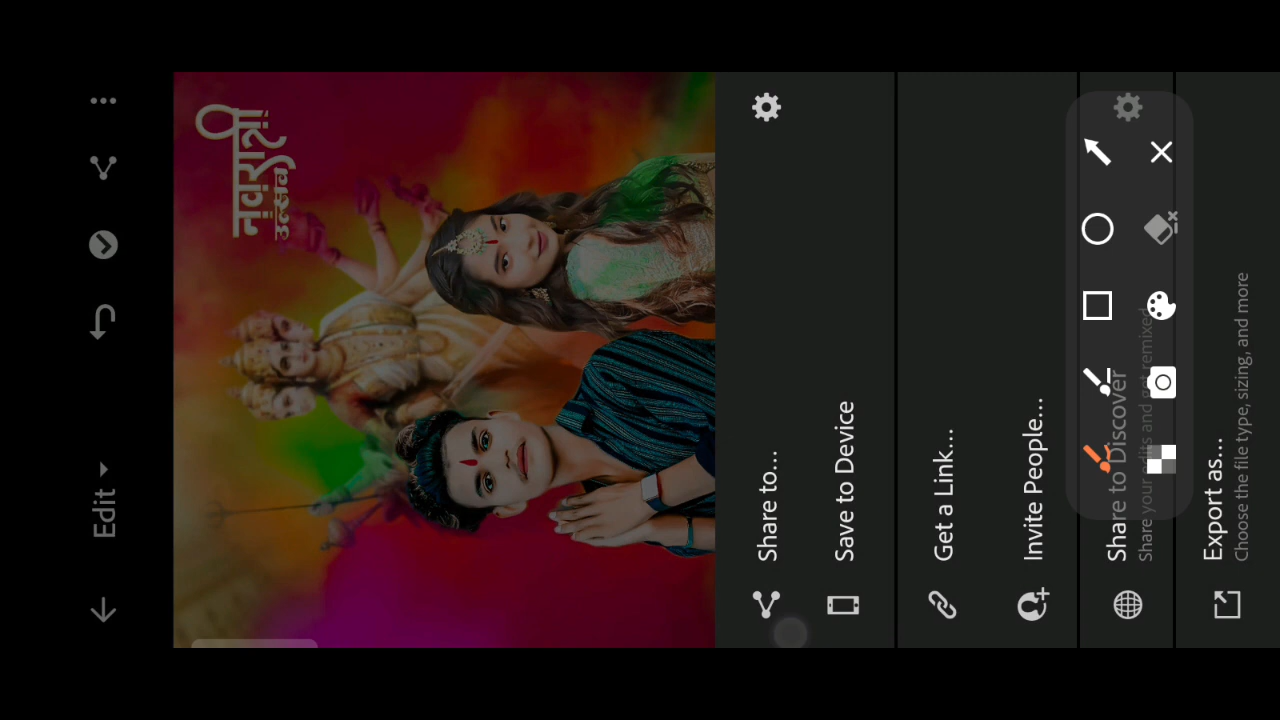 Edit
नवरात्री
उत्सव
Share to...
Save to Device
Get a Link...
Invite People...
Share to Discover
Share your edits and get remixed
Export as...
Choose the file type, sizing, and more